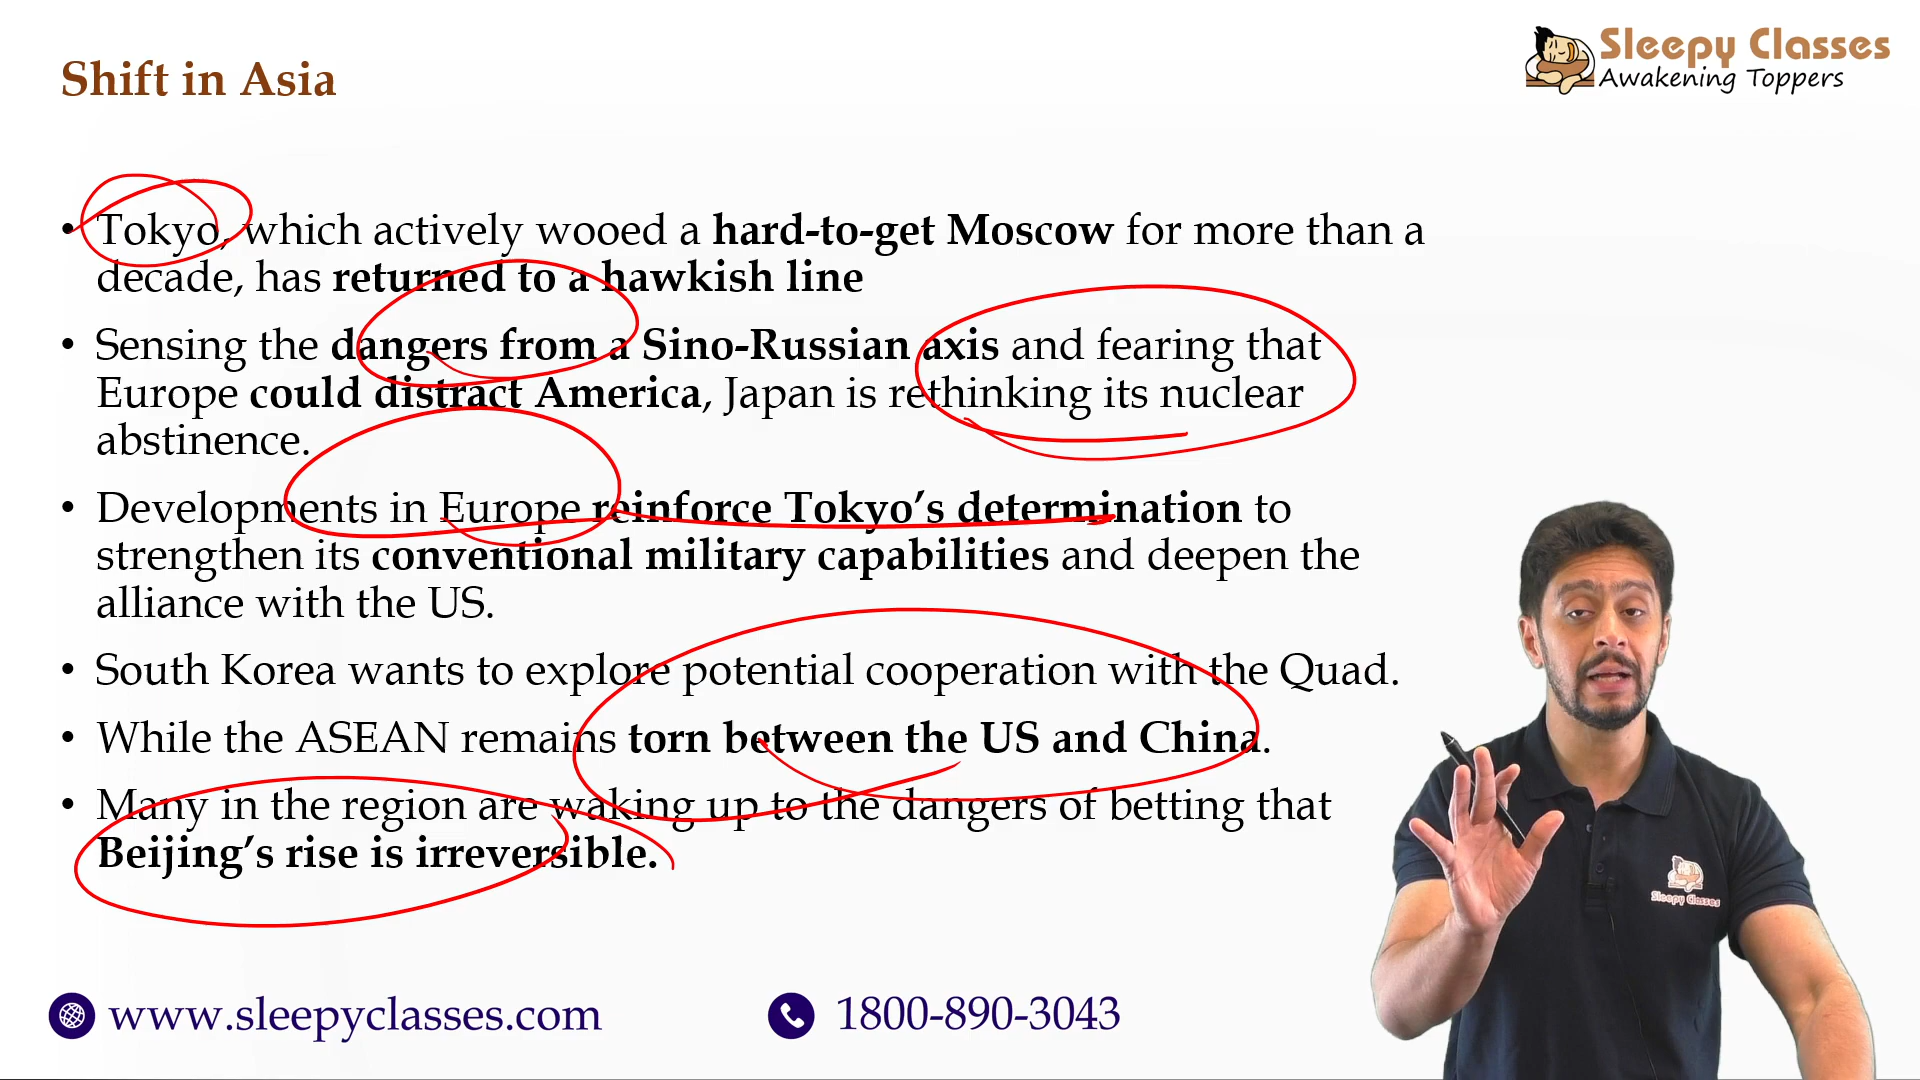 Shift in Asia
Sleepy Classes
Awakening Toppers
• Tokyo, which actively wooed a hard-to-get Moscow for more than a
decade, has returned to a hawkish line
• Sensing the dangers from a Sino-Russian axis and fearing that
Europe could distract America, Japan is rethinking its nuclear
abstinence.
• Developments in Europe reinforce Tokyo’s determination to
strengthen its conventional military capabilities and deepen the
alliance with the US.
• South Korea wants to explore potential cooperation with the Quad.
• While the ASEAN remains torn between the US and China.
• Many in the region are waking up to the dangers of betting that
Beijing’s rise is irreversible.
Sleepy Classes
www.sleepyclasses.com
1800-890-3043